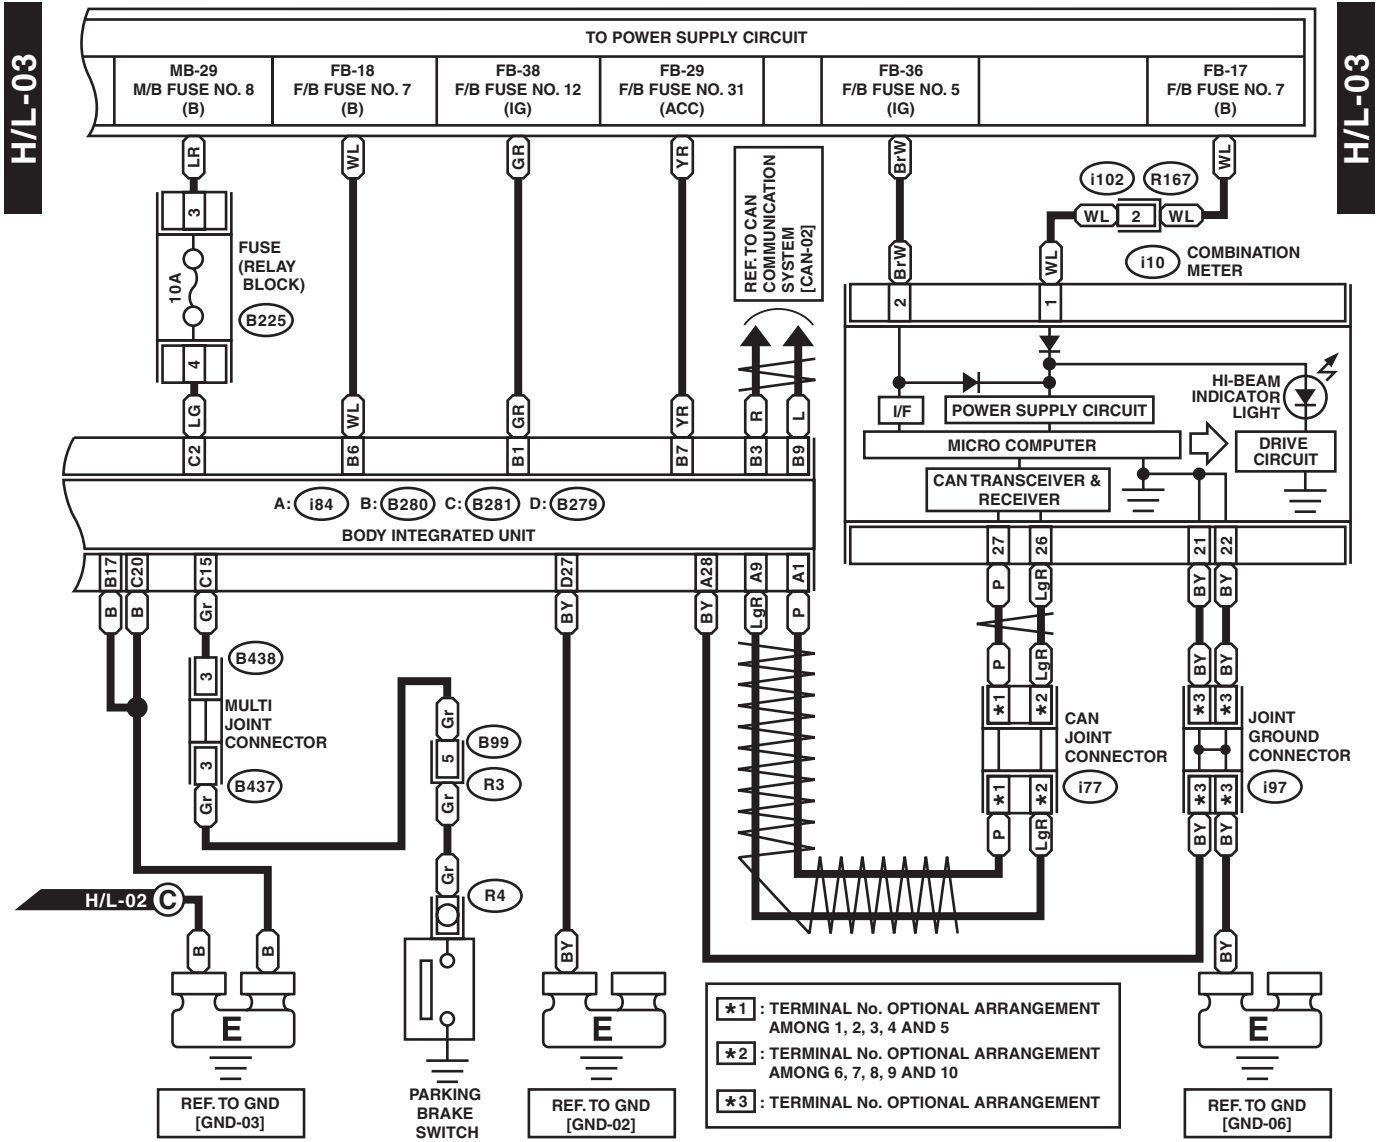 H/L-03
H/L-03
TO POWER SUPPLY CIRCUIT
MB-29
M/B FUSE NO. 8
(B)
FB-18
F/B FUSE NO. 7
(B)
FB-38
F/B FUSE NO. 12
(IG)
FB-29
F/B FUSE NO. 31
(ACC)
FB-36
F/B FUSE NO. 5
(IG)
FB-17
F/B FUSE NO. 7
(B)
LR
WL
GR
YR
BrW
WL
REF. TO CAN
COMMUNICATION
SYSTEM
[CAN-02]
i102
R167
WL
2
WL
3
10A
4
FUSE
(RELAY
BLOCK)
B225
BrW
WL
i10
COMBINATION
METER
2
1
LG
WL
GR
YR
R
L
C2
B6
B1
B7
B3
B9
HI-BEAM
INDICATOR
LIGHT
I/F
POWER SUPPLY CIRCUIT
MICRO COMPUTER
DRIVE
CIRCUIT
CAN TRANSCEIVER &
RECEIVER
A: i84 B: B280 C: B281 D: B279
BODY INTEGRATED UNIT
B17
C20
C15
D27
A28
A9
A1
27
26
21
22
B
B
Gr
BY
BY
LgR
P
P
LgR
BY
BY
3
B438
MULTI
JOINT
CONNECTOR
3
B437
Gr
Gr
5
B99
R3
Gr
Gr
R4
P
LgR
BY
BY
*1
*2
*3
*3
CAN
JOINT
CONNECTOR
i77
JOINT
GROUND
CONNECTOR
i97
*1
*2
*3
*3
P
LgR
BY
BY
H/L-02
C
B
B
BY
BY
E
E
E
REF. TO GND
[GND-03]
PARKING
BRAKE
SWITCH
REF. TO GND
[GND-02]
*1 : TERMINAL No. OPTIONAL ARRANGEMENT
AMONG 1, 2, 3, 4 AND 5
*2 : TERMINAL No. OPTIONAL ARRANGEMENT
AMONG 6, 7, 8, 9 AND 10
*3 : TERMINAL No. OPTIONAL ARRANGEMENT
REF. TO GND
[GND-06]